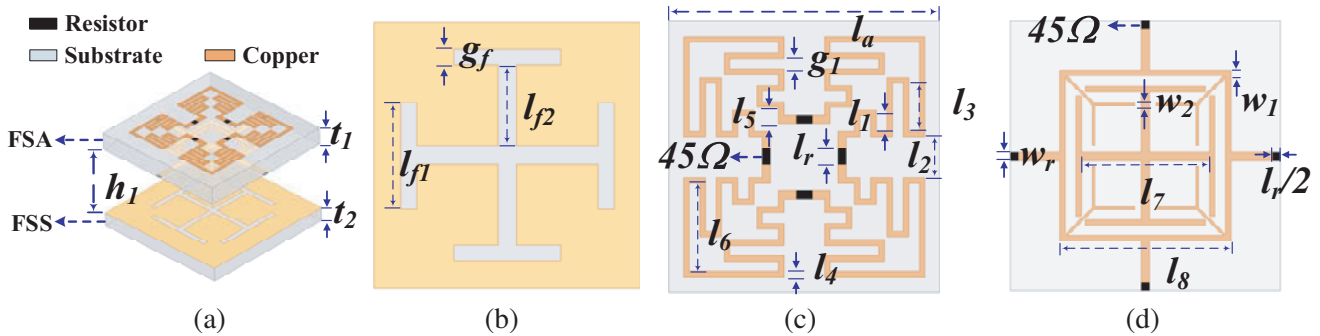 Resistor
Substrate
Copper
FSA
FSS
h1
t1
t2
(a)
gf
lf2
lf1
(b)
la
g1
l5
l1
l3
45Ω
lr
l2
l6
l4
(c)
45Ω
w2
w1
wr
l7
lr/2
l8
(d)